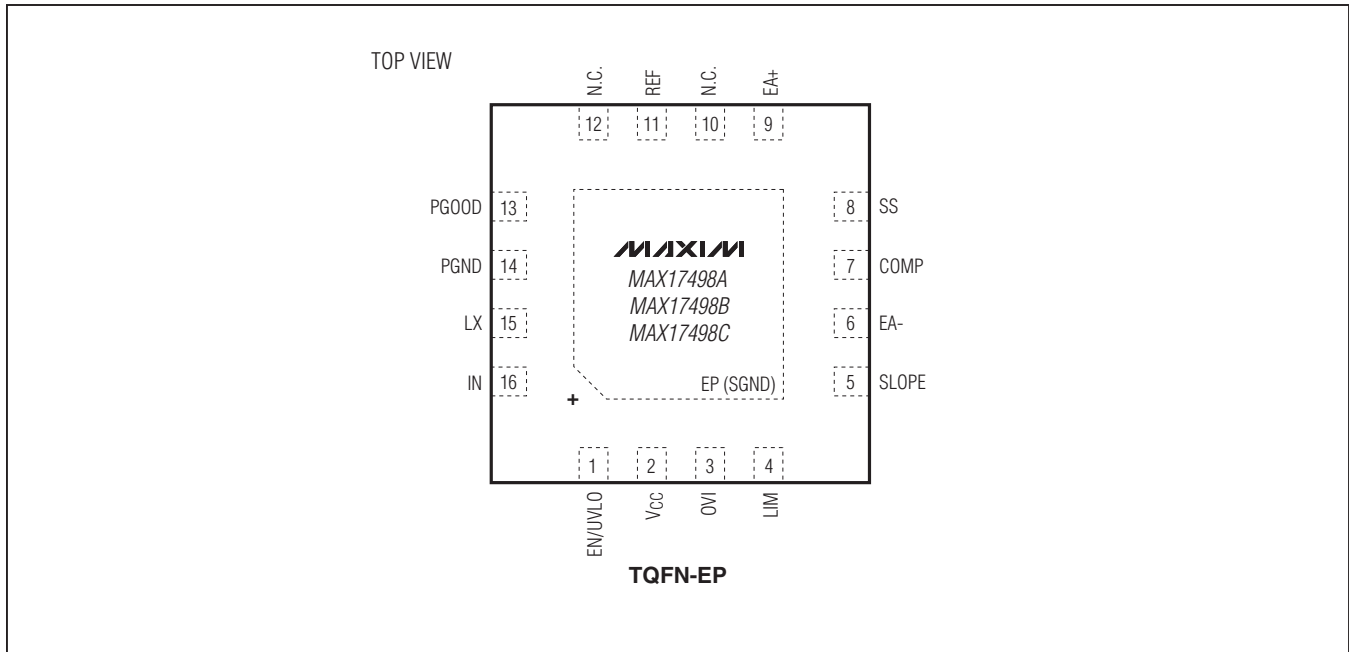 TOP VIEW
N.C. REF N.C. EA+
12 11 10 9
PGOOD 13
8 SS
PGND 14
7 COMP
LX 15
6 EA-
IN 16
5 SLOPE
MAXIM
MAX17498A
MAX17498B
MAX17498C
EP (SGND)
+
1 2 3 4
EN/UVLO VCC OVI LIM
TQFN-EP